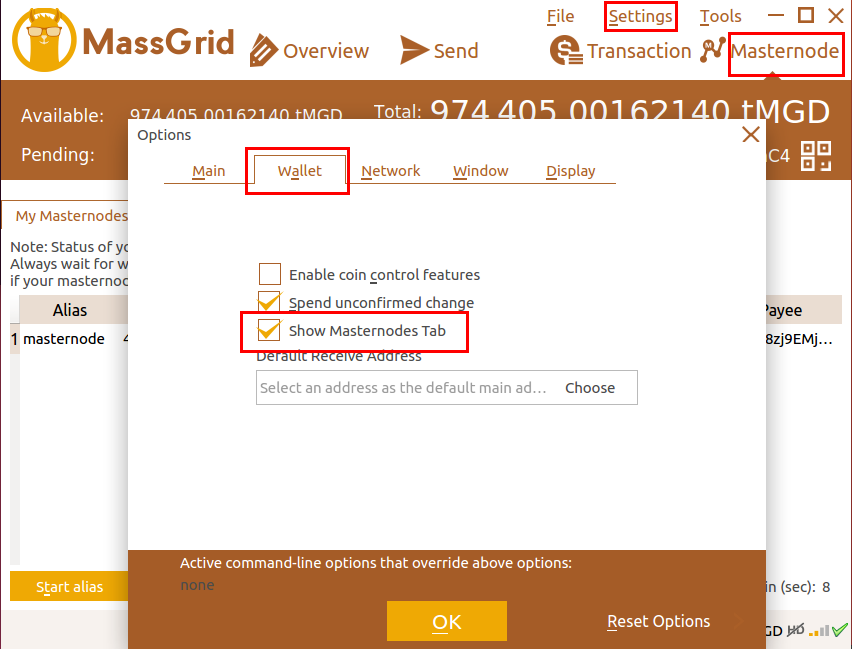 File Settings Tools
MassGrid Overview Send Transaction Masternode
Available: 974 405.00162140 tMGD Total: 974 405.00162140 tMGD
Pending: C4
Options
Main Wallet Network Window Display
My Masternodes
Note: Status of yo
Always wait for w
if your masternod
Enable coin control features
Spend unconfirmed change
Show Masternodes Tab
Default Receive Address
Select an address as the default main ad... Choose
Alias Payee
1 masternode 4 8zj9EMj...
Active command-line options that override above options:
none
Start alias in (sec): 8
OK Reset Options
GD HD